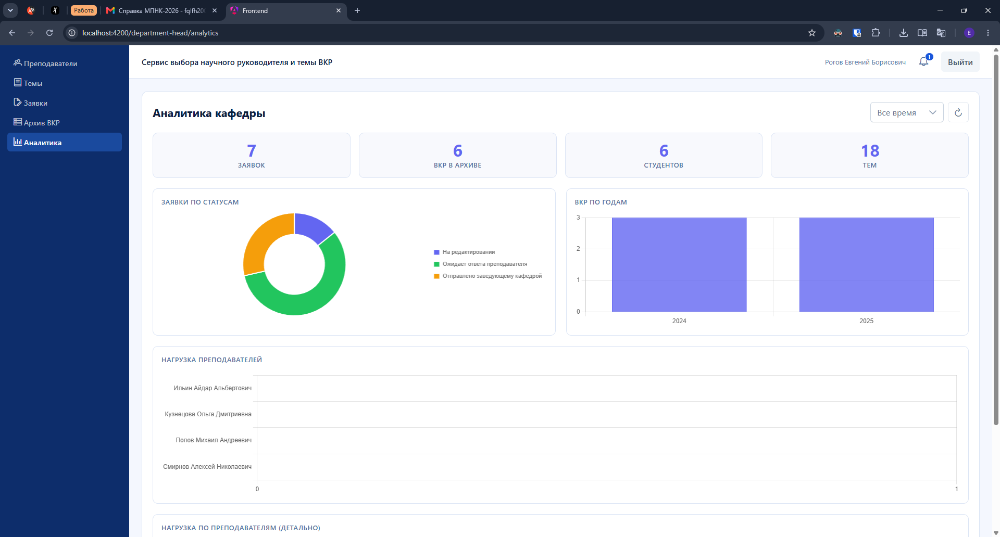 Работа
Справка МПНК-2026 - fqlfh200
Frontend
localhost:4200/department-head/analytics
E
Преподаватели
Темы
Заявки
Архив ВКР
Аналитика
Сервис выбора научного руководителя и темы ВКР
Рогов Евгений Борисович
1
Выйти
Аналитика кафедры
Все время
7
ЗАЯВОК
6
ВКР В АРХИВЕ
6
СТУДЕНТОВ
18
ТЕМ
ЗАЯВКИ ПО СТАТУСАМ
На редактировании
Ожидает ответа преподавателя
Отправлено заведующему кафедрой
ВКР ПО ГОДАМ
3
2
1
0
2024
2025
НАГРУЗКА ПРЕПОДАВАТЕЛЕЙ
Ильин Айдар Альбертович
Кузнецова Ольга Дмитриевна
Попов Михаил Андреевич
Смирнов Алексей Николаевич
0
1
НАГРУЗКА ПО ПРЕПОДАВАТЕЛЯМ (ДЕТАЛЬНО)